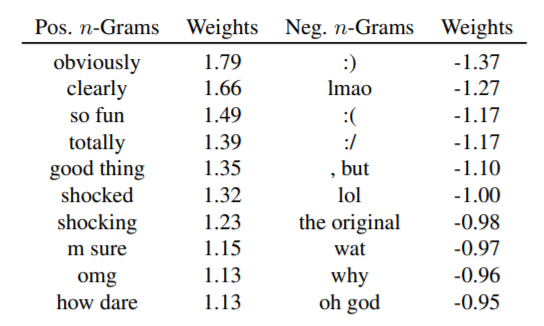 Pos. n-Grams Weights Neg. n-Grams Weights
obviously 1.79 :) -1.37
clearly 1.66 lmao -1.27
so fun 1.49 :( -1.17
totally 1.39 :/ -1.17
good thing 1.35 , but -1.10
shocked 1.32 lol -1.00
shocking 1.23 the original -0.98
m sure 1.15 wat -0.97
omg 1.13 why -0.96
how dare 1.13 oh god -0.95